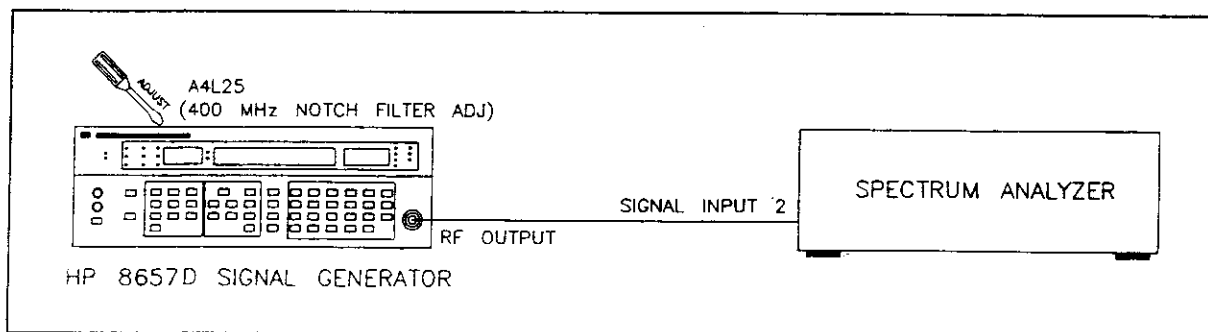 ADJUST
A4L25
(400 MHz NOTCH FILTER ADJ)
SPECTRUM ANALYZER
SIGNAL INPUT 2
RF OUTPUT
HP 8657D SIGNAL GENERATOR